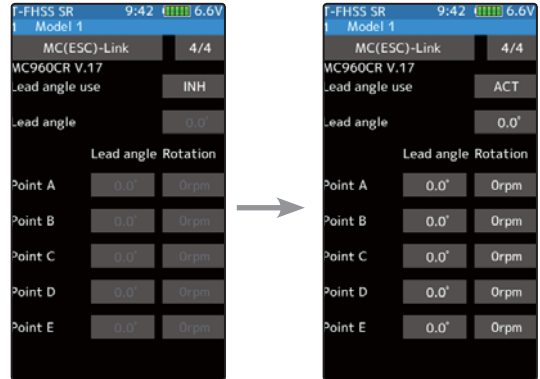 T-FHSS SR 9:42 6.6V
1 Model 1
MC(ESC)-Link 4/4
MC960CR V.17
Lead angle use INH
Lead angle 0.0°
Lead angle Rotation
Point A 0.0° 0rpm
Point B 0.0° 0rpm
Point C 0.0° 0rpm
Point D 0.0° 0rpm
Point E 0.0° 0rpm
T-FHSS SR 9:42 6.6V
1 Model 1
MC(ESC)-Link 4/4
MC960CR V.17
Lead angle use ACT
Lead angle 0.0°
Lead angle Rotation
Point A 0.0° 0rpm
Point B 0.0° 0rpm
Point C 0.0° 0rpm
Point D 0.0° 0rpm
Point E 0.0° 0rpm